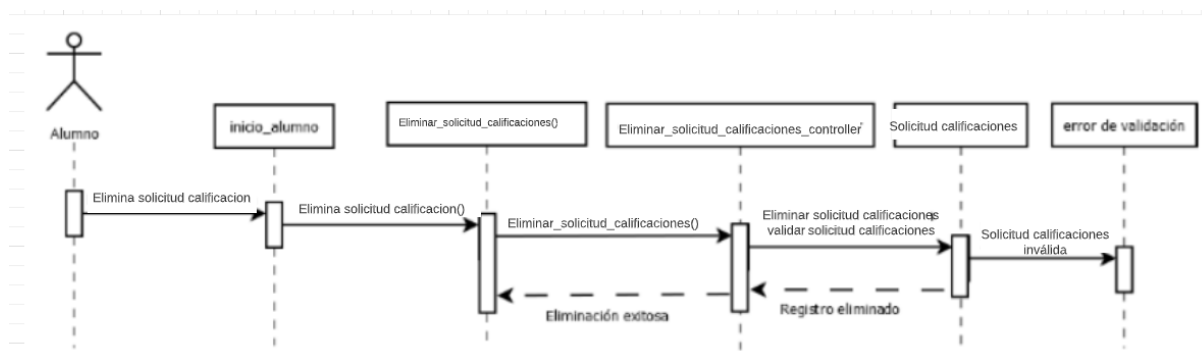 Alumno
inicio_alumno
Eliminar_solicitud_calificaciones()
Eliminar_solicitud_calificaciones_controller
Solicitud calificaciones
error de validación
Elimina solicitud calificacion
Elimina solicitud calificacion()
Eliminar_solicitud_calificaciones()
Eliminar solicitud calificaciones
validar solicitud calificaciones
Solicitud calificaciones
inválida
Eliminación exitosa
Registro eliminado